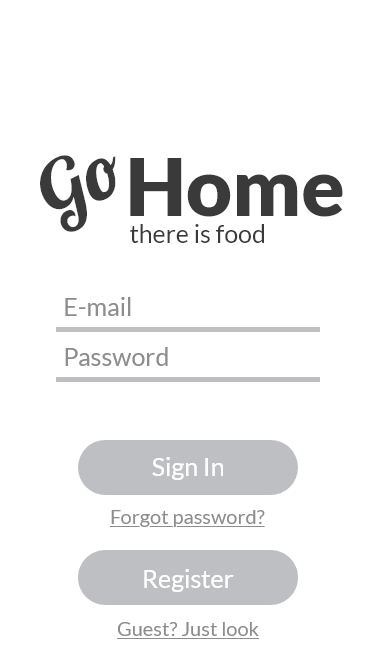 Go Home
there is food
E-mail
Password
Sign In
Forgot password?
Register
Guest? Just look